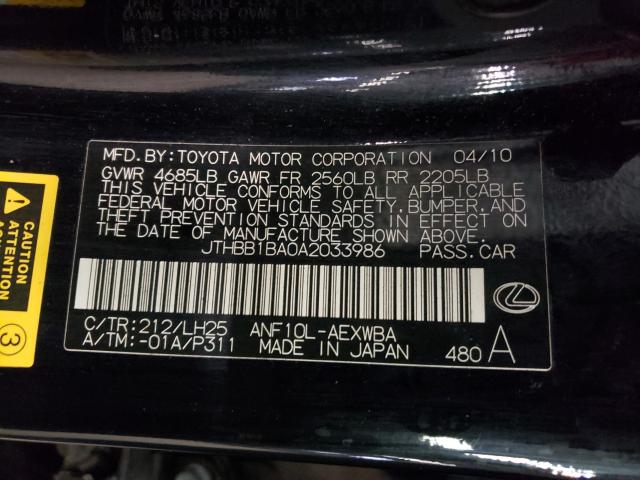 MFD.BY:TOYOTA MOTOR CORPORATION 04/10
GVWR 4685LB GAWR FR 2560LB RR 2205LB
THIS VEHICLE CONFORMS TO ALL APPLICABLE
FEDERAL MOTOR VEHICLE SAFETY, BUMPER, AND
THEFT PREVENTION STANDARDS IN EFFECT ON
THE DATE OF MANUFACTURE SHOWN ABOVE.
JTHBB1BA0A2033986 PASS.CAR
C/TR:212/LH25 ANF10L-AEXWBA
A/TM:-01A/P311 MADE IN JAPAN 480 A
3